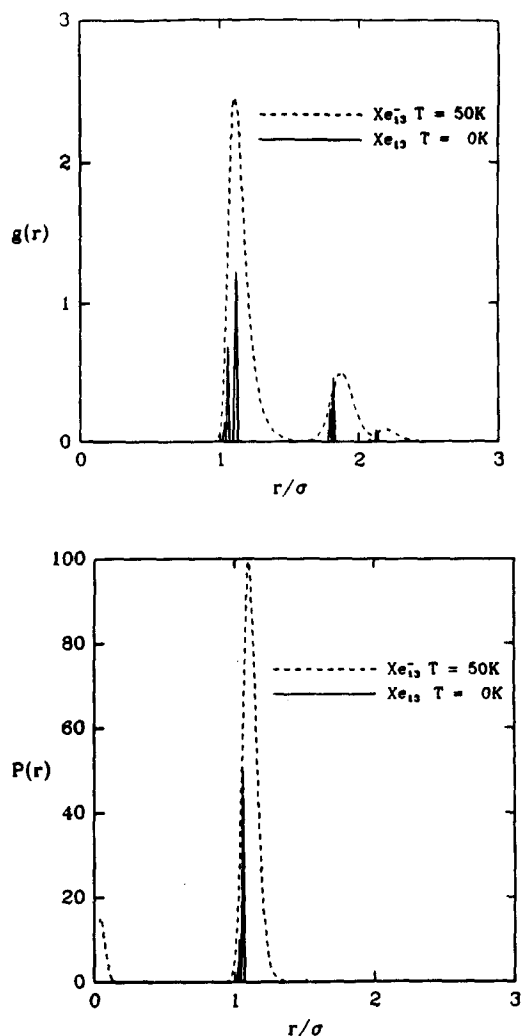 3
2
1
0
g(r)
Xe₁₃⁻ T = 50K
Xe₁₃ T = 0K
0 1 2 3
r/σ
100
80
60
40
20
0
P(r)
Xe₁₃⁻ T = 50K
Xe₁₃ T = 0K
0 1 2 3
r/σ